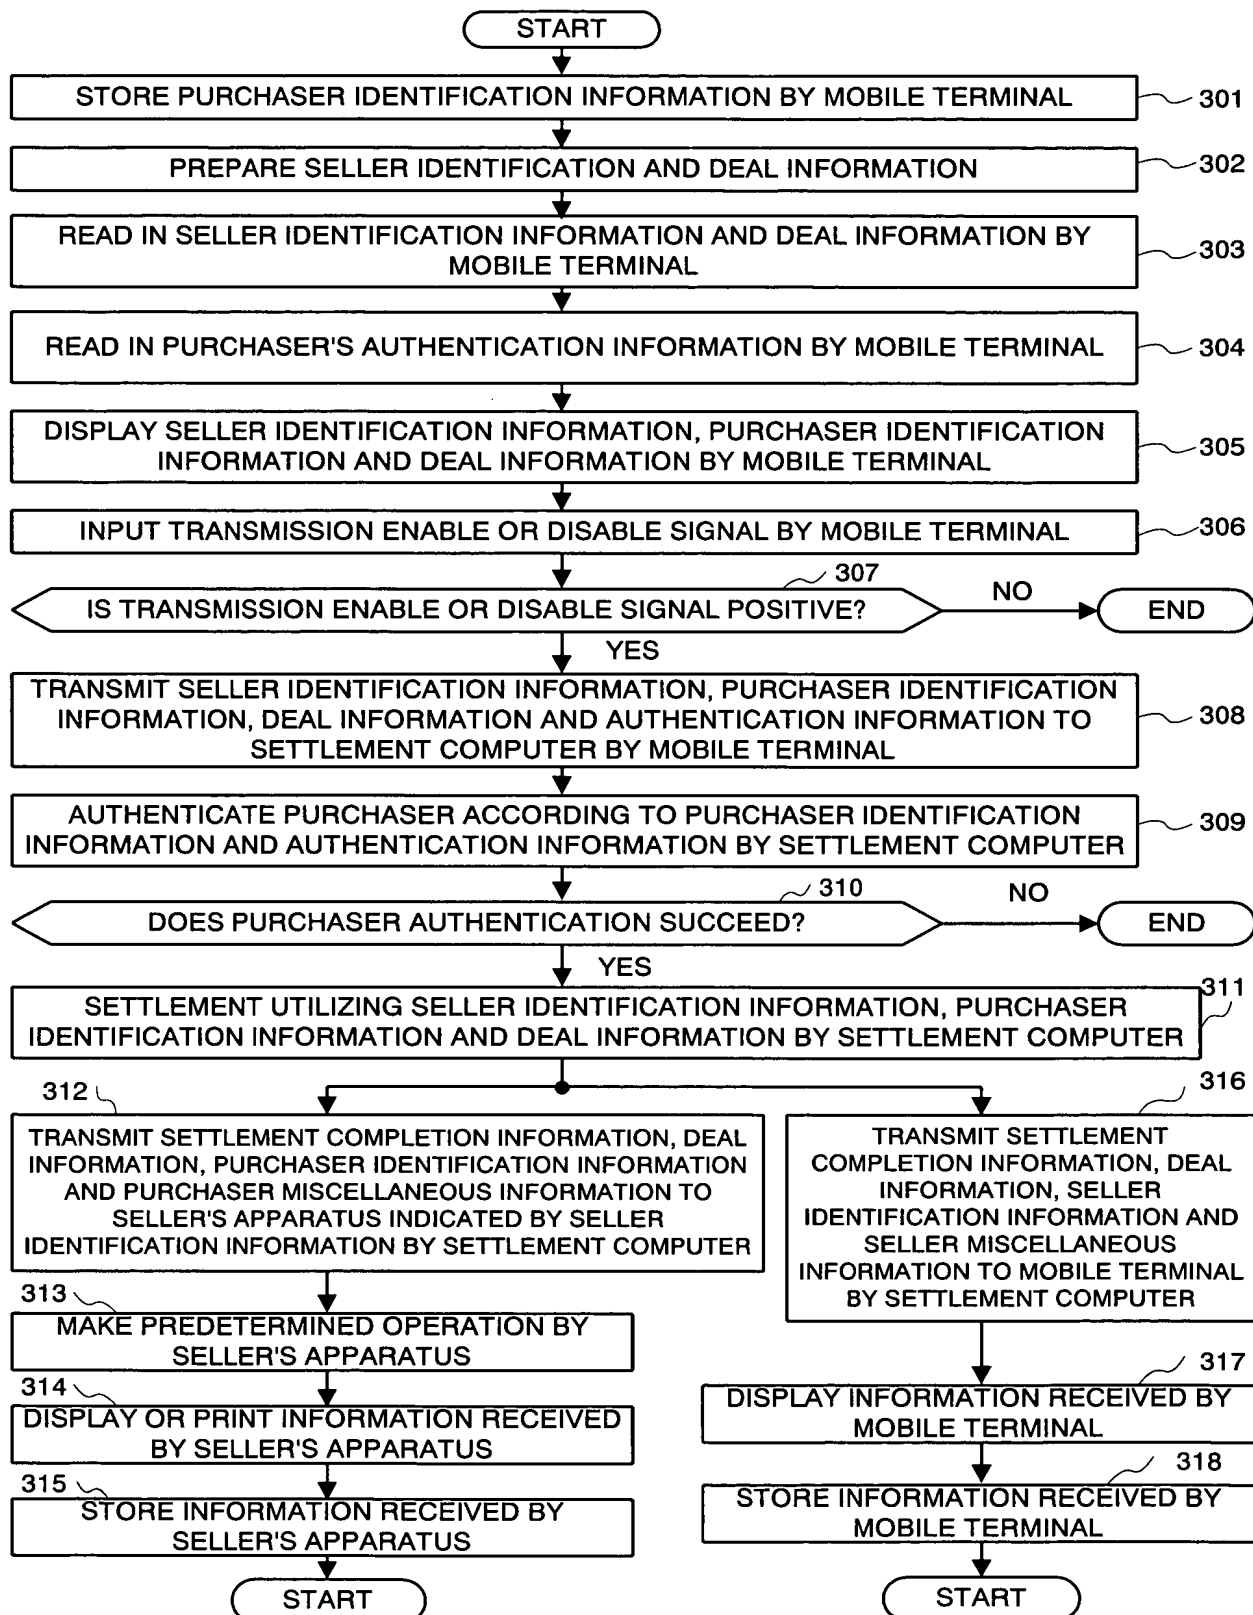 START
STORE PURCHASER IDENTIFICATION INFORMATION BY MOBILE TERMINAL
301
PREPARE SELLER IDENTIFICATION AND DEAL INFORMATION
302
READ IN SELLER IDENTIFICATION INFORMATION AND DEAL INFORMATION BY
MOBILE TERMINAL
303
READ IN PURCHASER'S AUTHENTICATION INFORMATION BY MOBILE TERMINAL
304
DISPLAY SELLER IDENTIFICATION INFORMATION, PURCHASER IDENTIFICATION
INFORMATION AND DEAL INFORMATION BY MOBILE TERMINAL
305
INPUT TRANSMISSION ENABLE OR DISABLE SIGNAL BY MOBILE TERMINAL
306
307
IS TRANSMISSION ENABLE OR DISABLE SIGNAL POSITIVE?
NO
END
YES
TRANSMIT SELLER IDENTIFICATION INFORMATION, PURCHASER IDENTIFICATION
INFORMATION, DEAL INFORMATION AND AUTHENTICATION INFORMATION TO
SETTLEMENT COMPUTER BY MOBILE TERMINAL
308
AUTHENTICATE PURCHASER ACCORDING TO PURCHASER IDENTIFICATION
INFORMATION AND AUTHENTICATION INFORMATION BY SETTLEMENT COMPUTER
309
310
DOES PURCHASER AUTHENTICATION SUCCEED?
NO
END
YES
311
SETTLEMENT UTILIZING SELLER IDENTIFICATION INFORMATION, PURCHASER
IDENTIFICATION INFORMATION AND DEAL INFORMATION BY SETTLEMENT COMPUTER
312
TRANSMIT SETTLEMENT COMPLETION INFORMATION, DEAL
INFORMATION, PURCHASER IDENTIFICATION INFORMATION
AND PURCHASER MISCELLANEOUS INFORMATION TO
SELLER'S APPARATUS INDICATED BY SELLER
IDENTIFICATION INFORMATION BY SETTLEMENT COMPUTER
313
MAKE PREDETERMINED OPERATION BY
SELLER'S APPARATUS
314
DISPLAY OR PRINT INFORMATION RECEIVED
BY SELLER'S APPARATUS
315
STORE INFORMATION RECEIVED BY
SELLER'S APPARATUS
START
316
TRANSMIT SETTLEMENT
COMPLETION INFORMATION, DEAL
INFORMATION, SELLER
IDENTIFICATION INFORMATION AND
SELLER MISCELLANEOUS
INFORMATION TO MOBILE TERMINAL
BY SETTLEMENT COMPUTER
317
DISPLAY INFORMATION RECEIVED BY
MOBILE TERMINAL
318
STORE INFORMATION RECEIVED BY
MOBILE TERMINAL
START